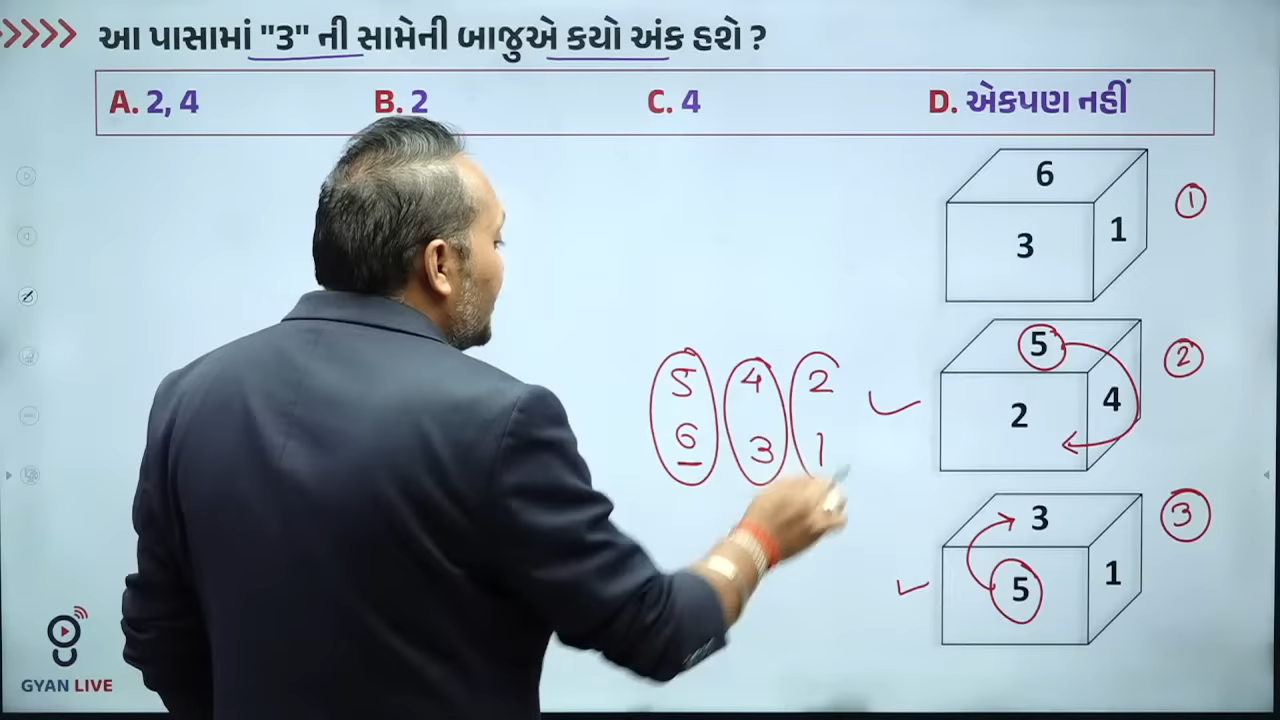 આ પાસામાં "3" ની સામેની બાજુએ કયો અંક હશે ?
A. 2, 4 B. 2 C. 4 D. એકપણ નહીં
6
3 1
1
5
2 4
2
3
5 1
3
5 4 2
6 3 1
GYAN LIVE